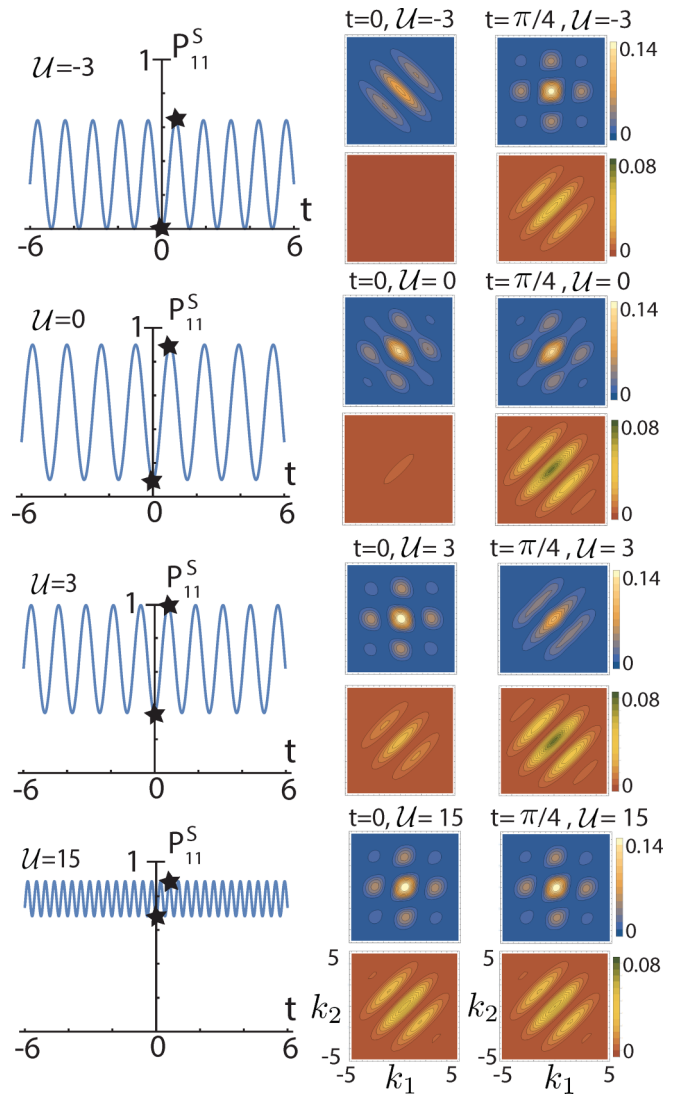 t=0, U=-3 t=π/4 , U=-3
U=-3
1 P^S_11
0.14
0
0.08
0
t
-6 0 6
t=0, U= 0 t=π/4 , U= 0
U=0
1 P^S_11
0.14
0
0.08
0
t
-6 0 6
t=0, U= 3 t=π/4 , U= 3
U=3
1 P^S_11
0.14
0
0.08
0
t
-6 0 6
t=0, U= 15 t= π/4 , U= 15
U=15
1 P^S_11
0.14
0
0.08
0
t
-6 0 6
5 5
k_2
-5 -5
-5 k_1 5 -5 k_1 5